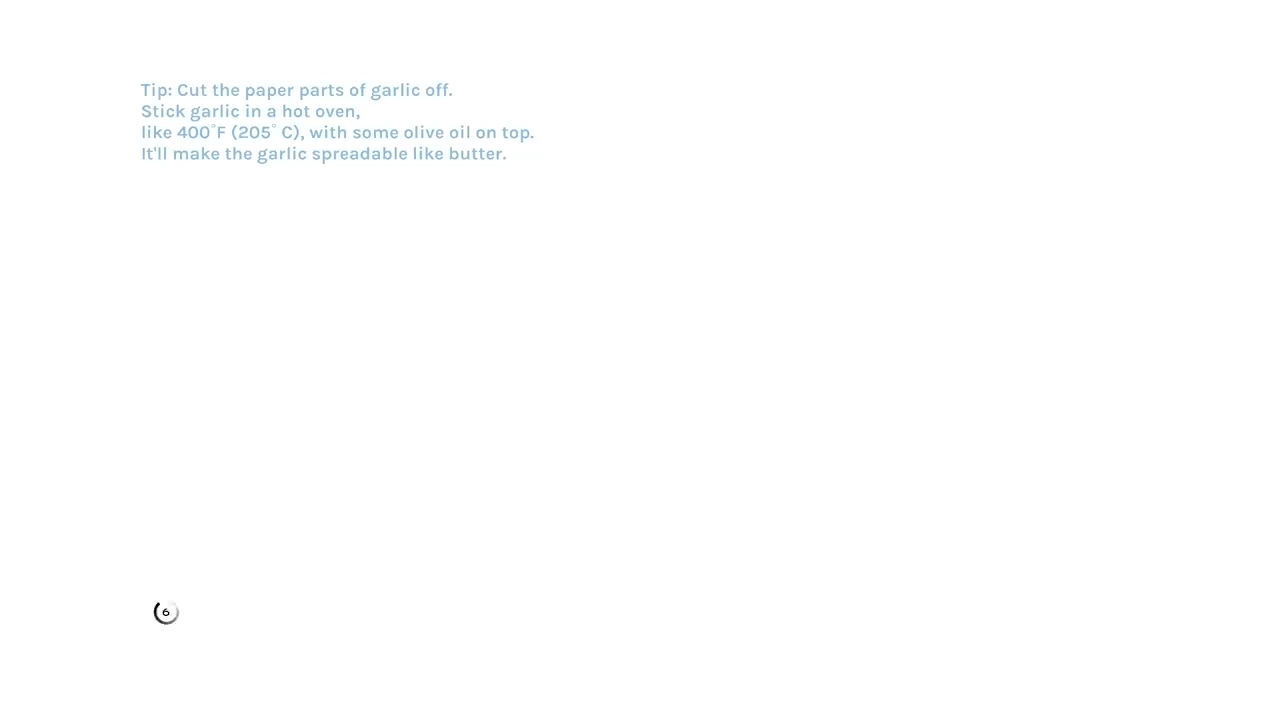 Tip: Cut the paper parts of garlic off.
Stick garlic in a hot oven,
like 400°F (205° C), with some olive oil on top.
It'll make the garlic spreadable like butter.
6